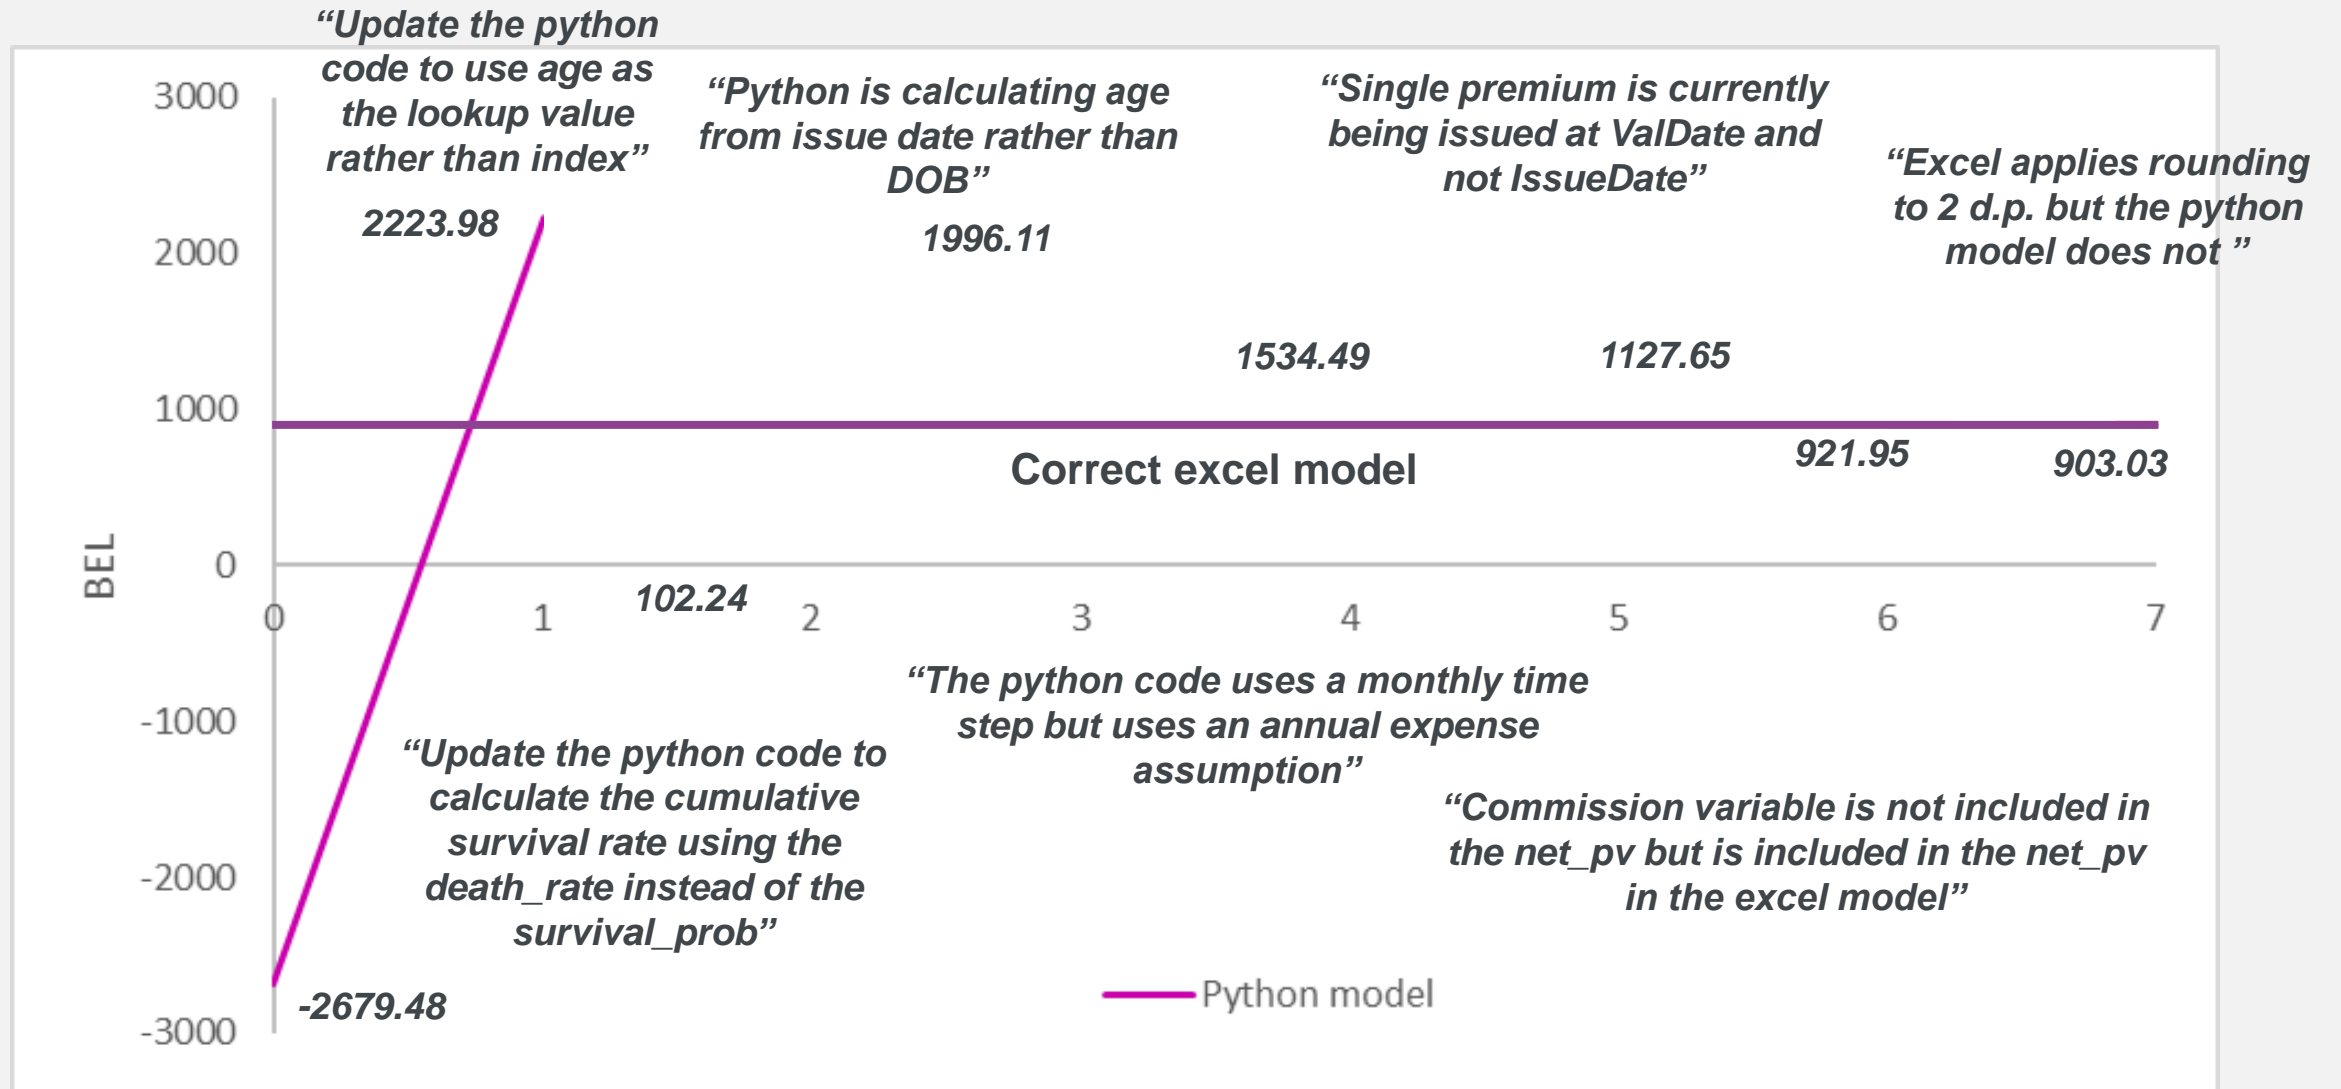 “Update the python
code to use age as
the lookup value
rather than index”
“Python is calculating age
from issue date rather than
DOB”
“Single premium is currently
being issued at ValDate and
not IssueDate”
“Excel applies rounding
to 2 d.p. but the python
model does not ”
3000
2000
1000
0
-1000
-2000
-3000
BEL
2223.98
1996.11
1534.49
1127.65
921.95
903.03
Correct excel model
102.24
0 1 2 3 4 5 6 7
“The python code uses a monthly time
step but uses an annual expense
assumption”
“Update the python code to
calculate the cumulative
survival rate using the
death_rate instead of the
survival_prob”
“Commission variable is not included in
the net_pv but is included in the net_pv
in the excel model”
-2679.48
Python model